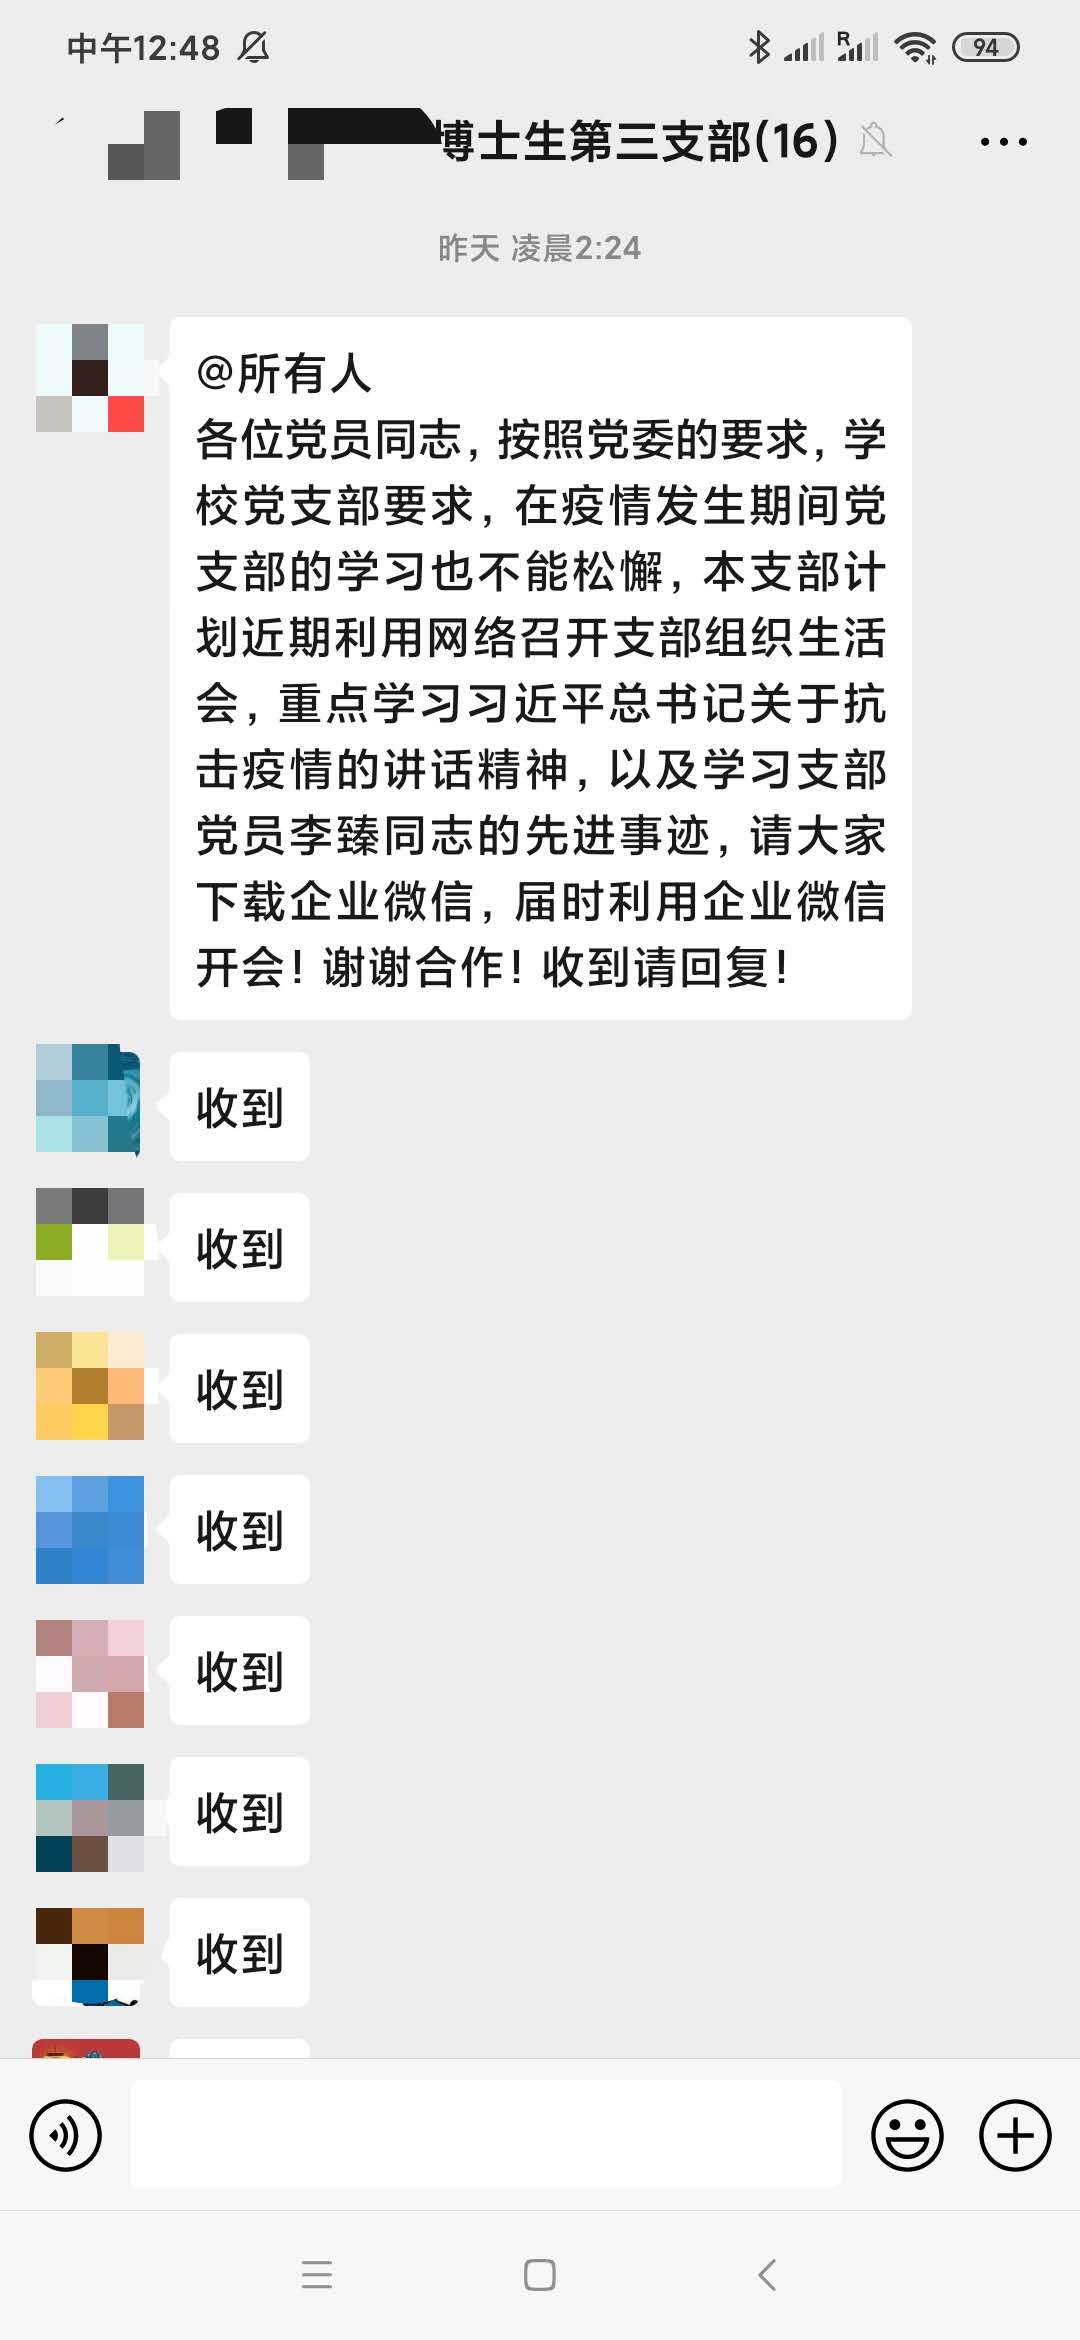 中午12:48
R
94
博士生第三支部(16)
昨天 凌晨2:24
@所有人
各位党员同志，按照党委的要求，学
校党支部要求，在疫情发生期间党
支部的学习也不能松懈，本支部计
划近期利用网络召开支部组织生活
会，重点学习习近平总书记关于抗
击疫情的讲话精神，以及学习支部
党员李臻同志的先进事迹，请大家
下载企业微信，届时利用企业微信
开会！谢谢合作！收到请回复！
收到
收到
收到
收到
收到
收到
收到